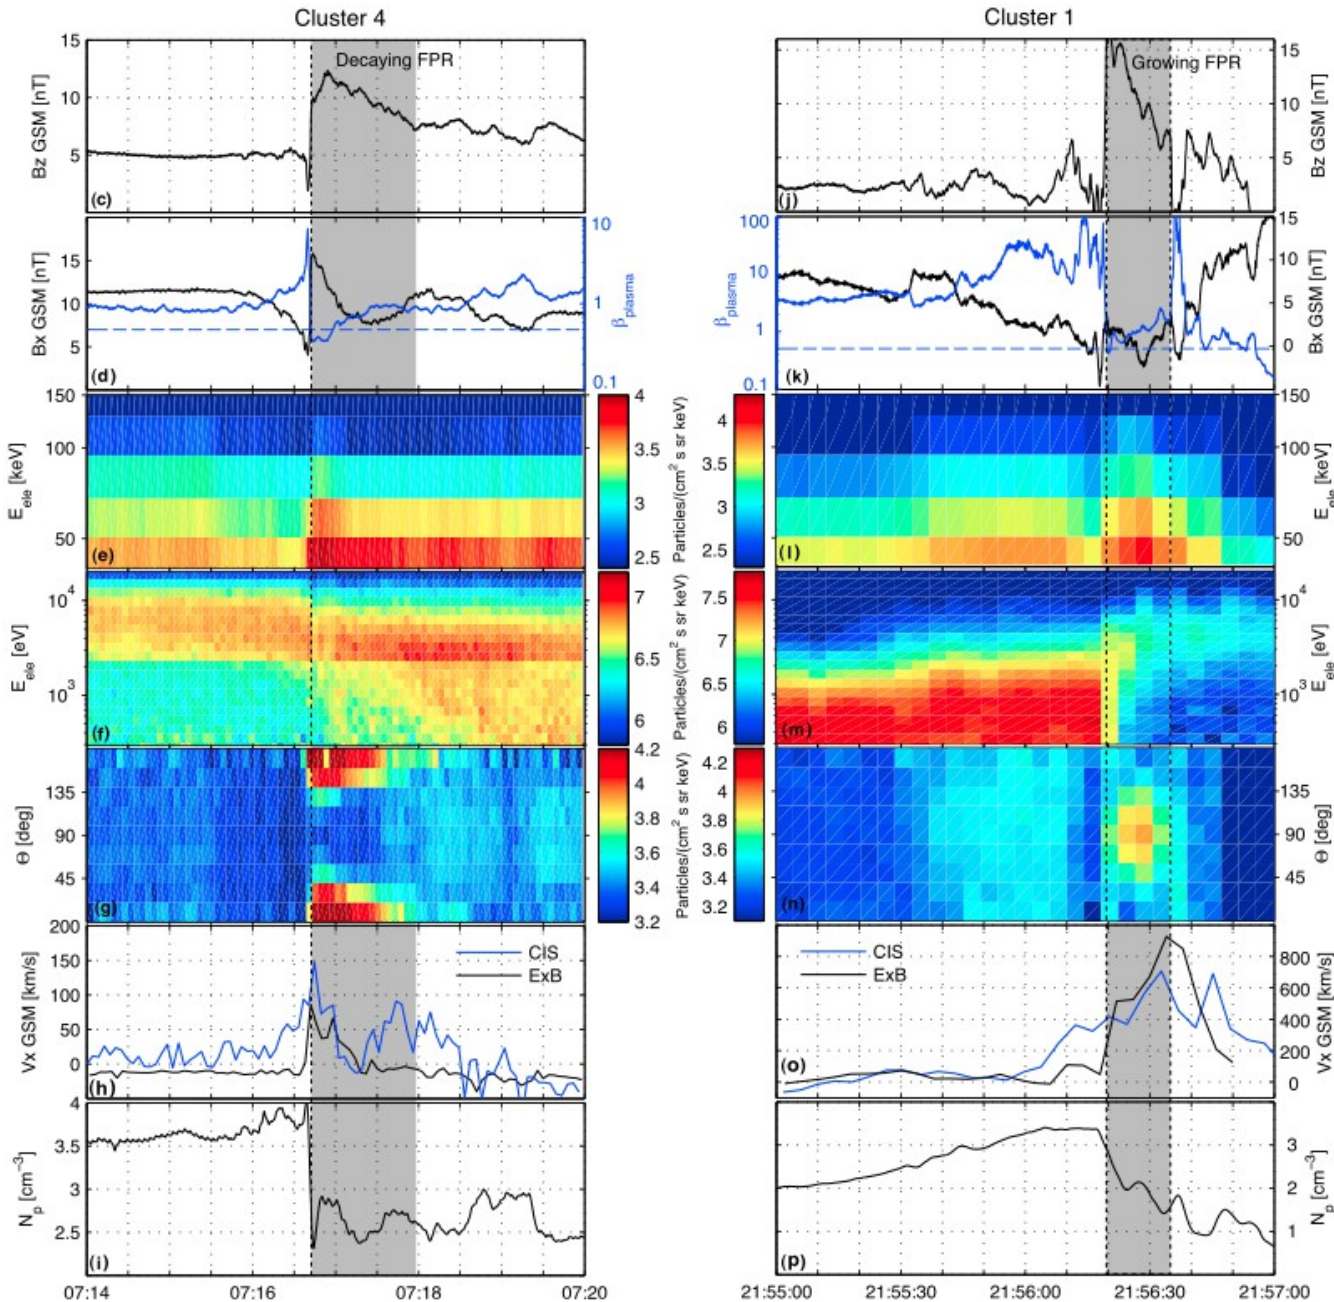 Cluster 4
Cluster 1
15
10
5
Bz GSM [nT]
Decaying FPR
(c)
15
10
5
Bz GSM [nT]
Growing FPR
(j)
15
10
5
Bx GSM [nT]
10
1
0.1
βplasma
(d)
100
10
1
0.1
βplasma
15
10
5
0
Bx GSM [nT]
(k)
150
100
50
Eele [keV]
(e)
4
3.5
3
2.5
Particles/(cm² s sr keV)
4
3.5
3
2.5
150
100
50
Eele [keV]
(l)
10⁴
10³
Eele [eV]
(f)
7
6.5
6
Particles/(cm² s sr keV)
7.5
7
6.5
6
10⁴
10³
Eele [eV]
(m)
135
90
45
Θ [deg]
(g)
4.2
4
3.8
3.6
3.4
3.2
Particles/(cm² s sr keV)
4.2
4
3.8
3.6
3.4
3.2
135
90
45
Θ [deg]
(n)
200
150
100
50
0
Vx GSM [km/s]
CIS
ExB
(h)
CIS
ExB
800
600
400
200
0
Vx GSM [km/s]
(o)
4
3.5
3
2.5
Np [cm⁻³]
(i)
3
2
1
Np [cm⁻³]
(p)
07:14
07:16
07:18
07:20
21:55:00
21:55:30
21:56:00
21:56:30
21:57:00